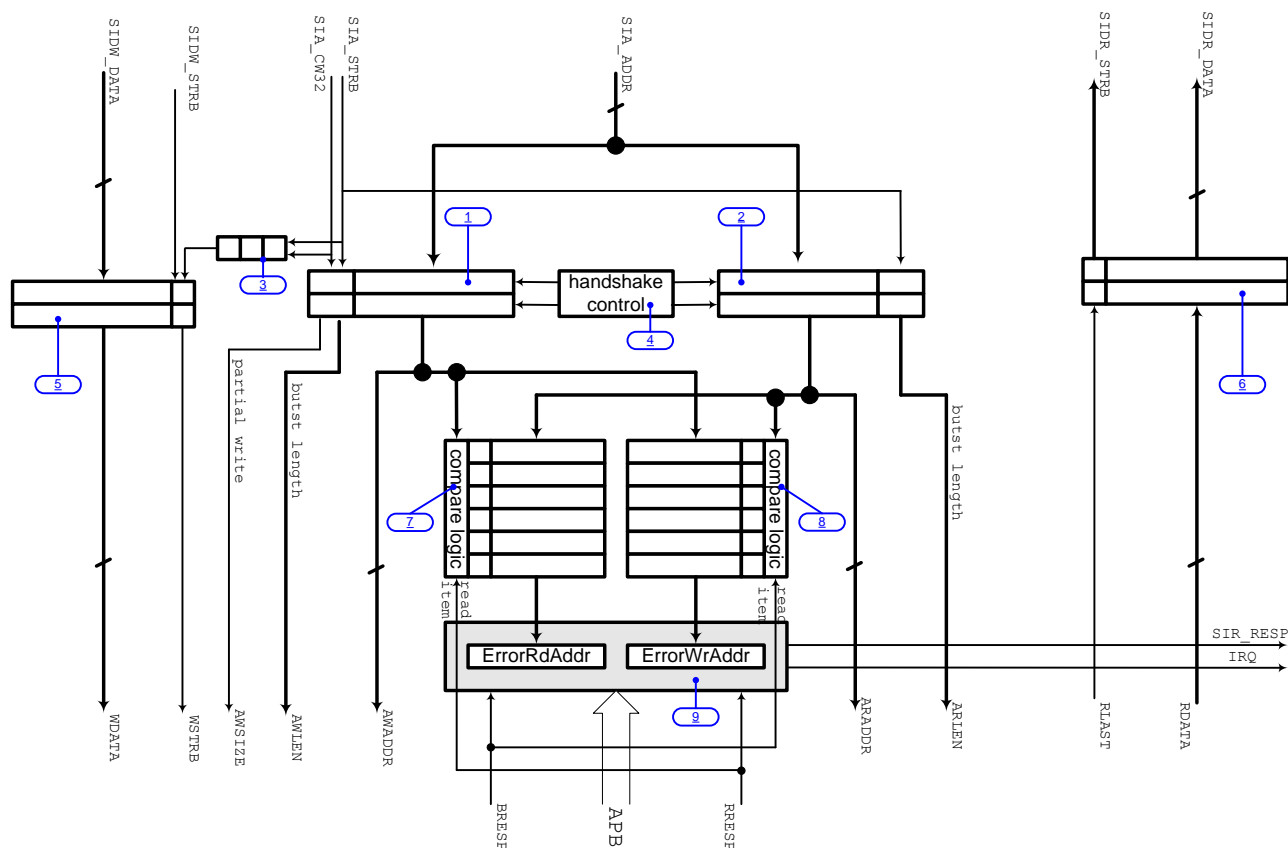 SIDW_DATA
SIDW_STRB
SIA_CW32
SIA_STRB
SIA_ADDR
SIDR_STRB
SIDR_DATA
1
2
3
handshake
control
4
5
6
partial write
butst length
butst length
compare logic
compare logic
7
8
read
item
read
item
ErrorRdAddr
ErrorWrAddr
9
SIR_RESP
IRQ
WDATA
WSTRB
AWSIZE
AWLEN
AWADDR
ARADDR
ARLEN
RLAST
RDATA
BRESP
APB
RRESP